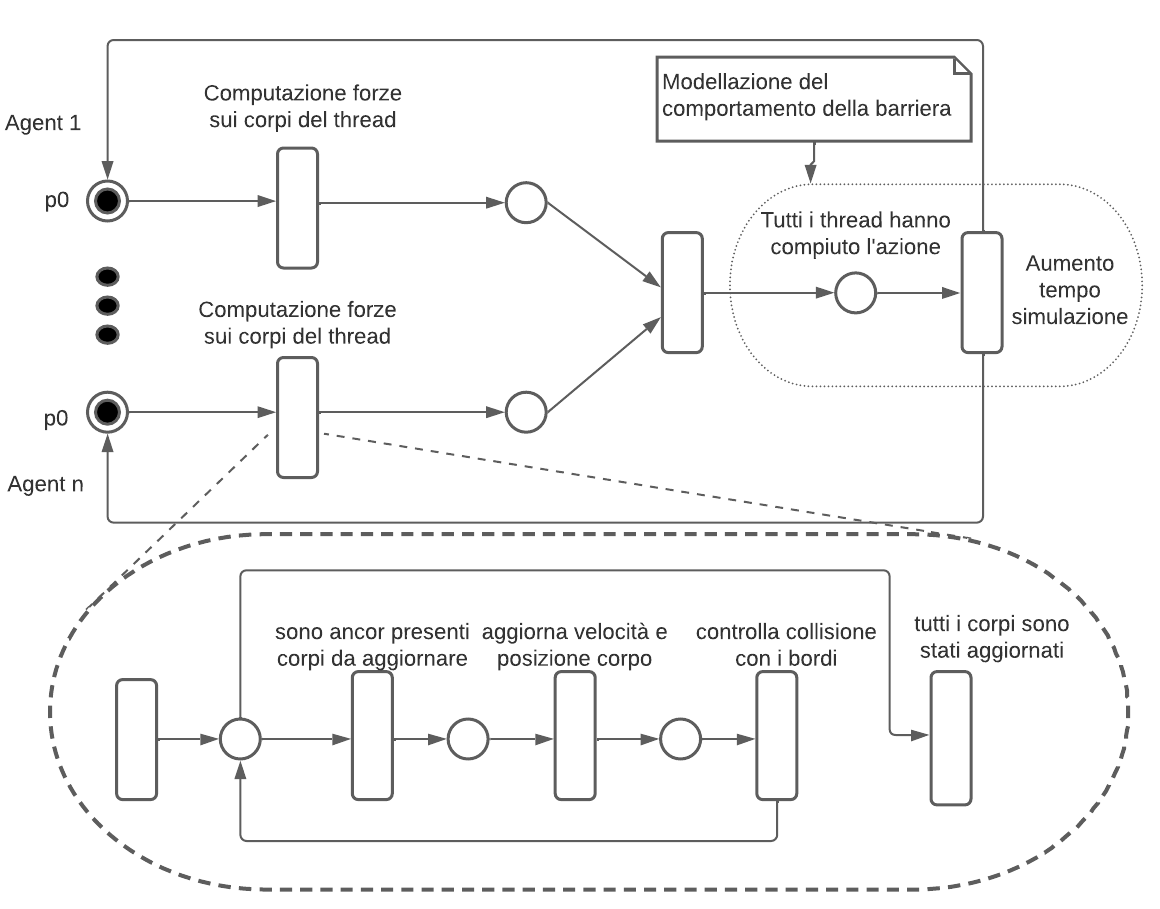 Computazione forze
sui corpi del thread
Agent 1
p0
Modellazione del
comportamento della barriera
Tutti i thread hanno
compiuto l'azione
Aumento
tempo
simulazione
Computazione forze
sui corpi del thread
p0
Agent n
sono ancor presenti
corpi da aggiornare
aggiorna velocità e
posizione corpo
controlla collisione
con i bordi
tutti i corpi sono
stati aggiornati